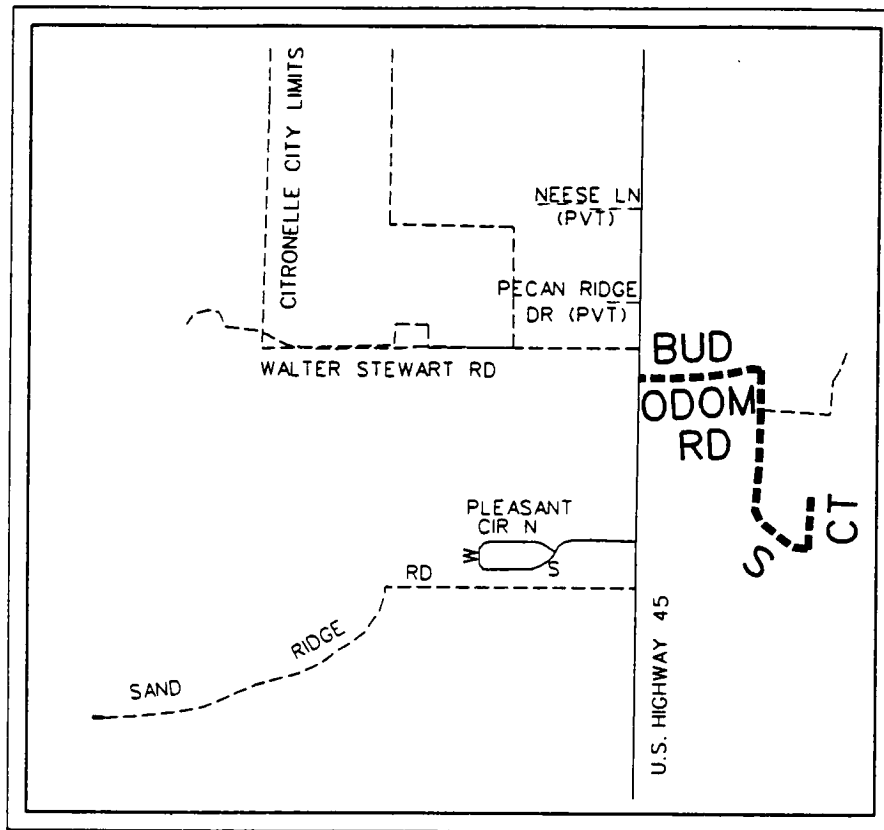 CITRONELLE CITY LIMITS
NEESE LN
(PVT)
PECAN RIDGE
DR (PVT)
WALTER STEWART RD
BUD
ODOM
RD
S
CT
PLEASANT
CIR N
W
S
RD
RIDGE
SAND
U.S. HIGHWAY 45